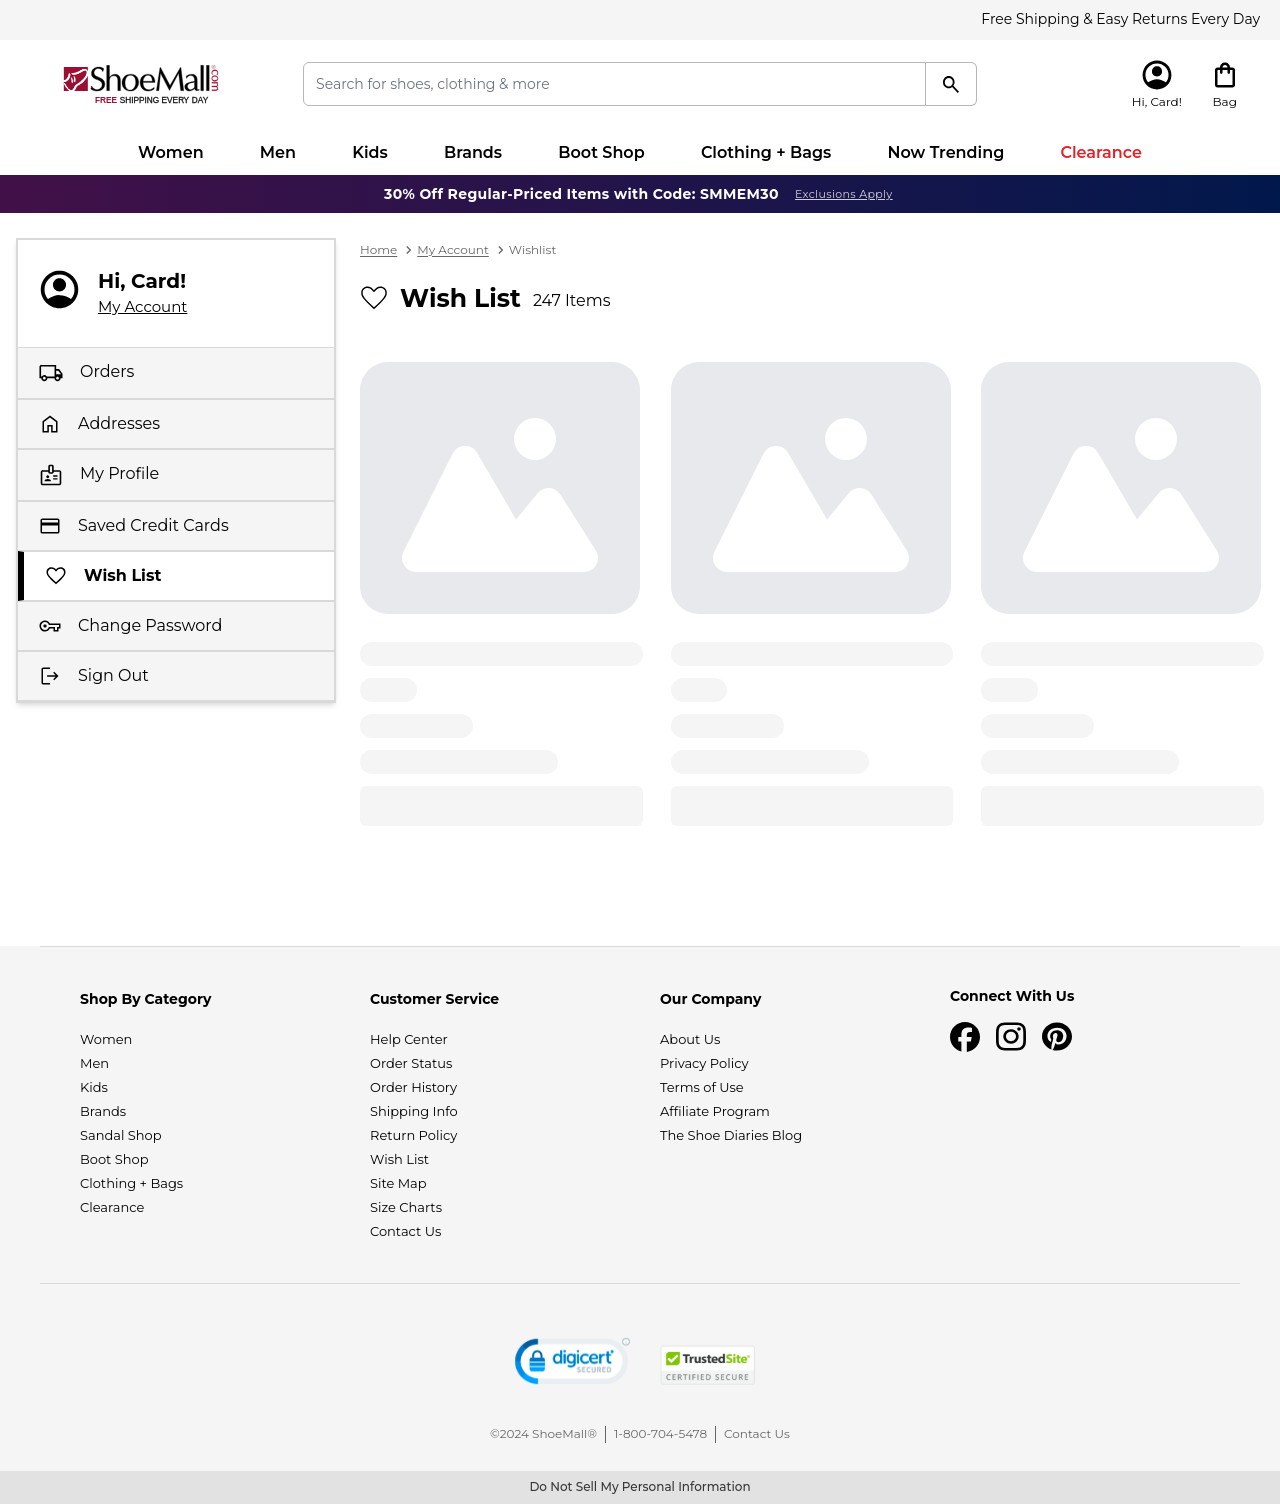 Free Shipping & Easy Returns Every Day
ShoeMall.com
FREE SHIPPING EVERY DAY
Search for shoes, clothing & more
Hi, Card!
Bag
Women Men Kids Brands Boot Shop Clothing + Bags Now Trending Clearance
30% Off Regular-Priced Items with Code: SMMEM30 Exclusions Apply
Hi, Card!
My Account
Orders
Addresses
My Profile
Saved Credit Cards
Wish List
Change Password
Sign Out
Home > My Account > Wishlist
Wish List 247 Items
Shop By Category
Women
Men
Kids
Brands
Sandal Shop
Boot Shop
Clothing + Bags
Clearance
Customer Service
Help Center
Order Status
Order History
Shipping Info
Return Policy
Wish List
Site Map
Size Charts
Contact Us
Our Company
About Us
Privacy Policy
Terms of Use
Affiliate Program
The Shoe Diaries Blog
Connect With Us
digicert
SECURED
TrustedSite
CERTIFIED SECURE
©2024 ShoeMall® | 1-800-704-5478 | Contact Us
Do Not Sell My Personal Information